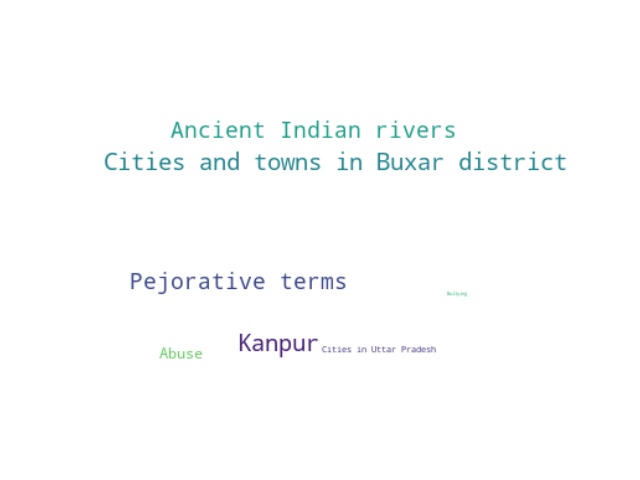 Ancient Indian rivers
Cities and towns in Buxar district
Pejorative terms
Bullying
Kanpur
Cities in Uttar Pradesh
Abuse